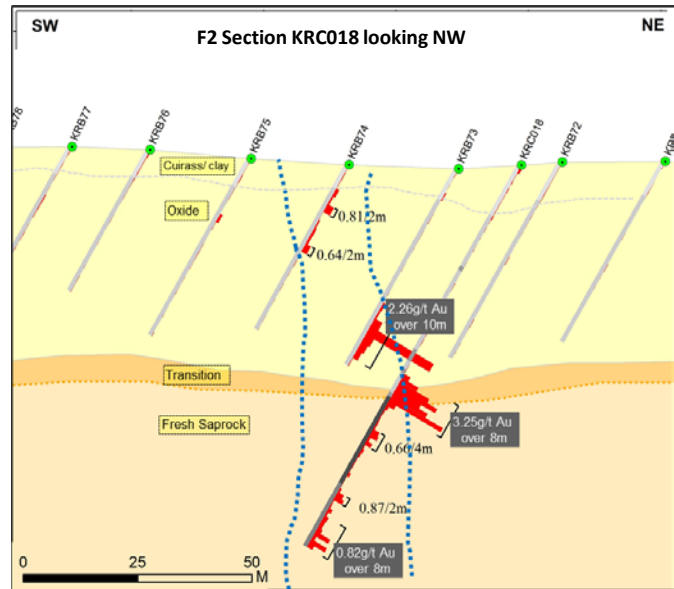 SW
F2 Section KRC018 looking NW
NE
KRB77
KRB76
KRB75
KRB74
KRB73
KRC018
KRB72
Cuirass/ clay
Oxide
0.81/2m
0.64/2m
2.26g/t Au
over 10m
Transition
Fresh Saprock
3.25g/t Au
over 8m
0.66/4m
0.87/2m
0.82g/t Au
over 8m
0
25
50
M